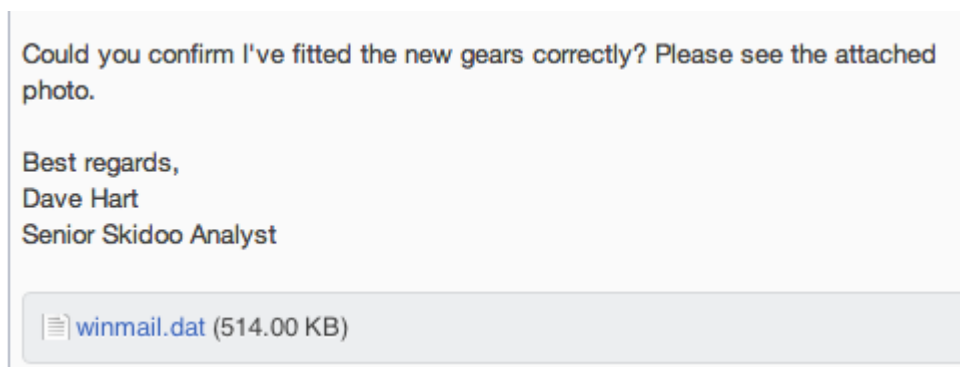 Could you confirm I've fitted the new gears correctly? Please see the attached
photo.
Best regards,
Dave Hart
Senior Skidoo Analyst
winmail.dat (514.00 KB)